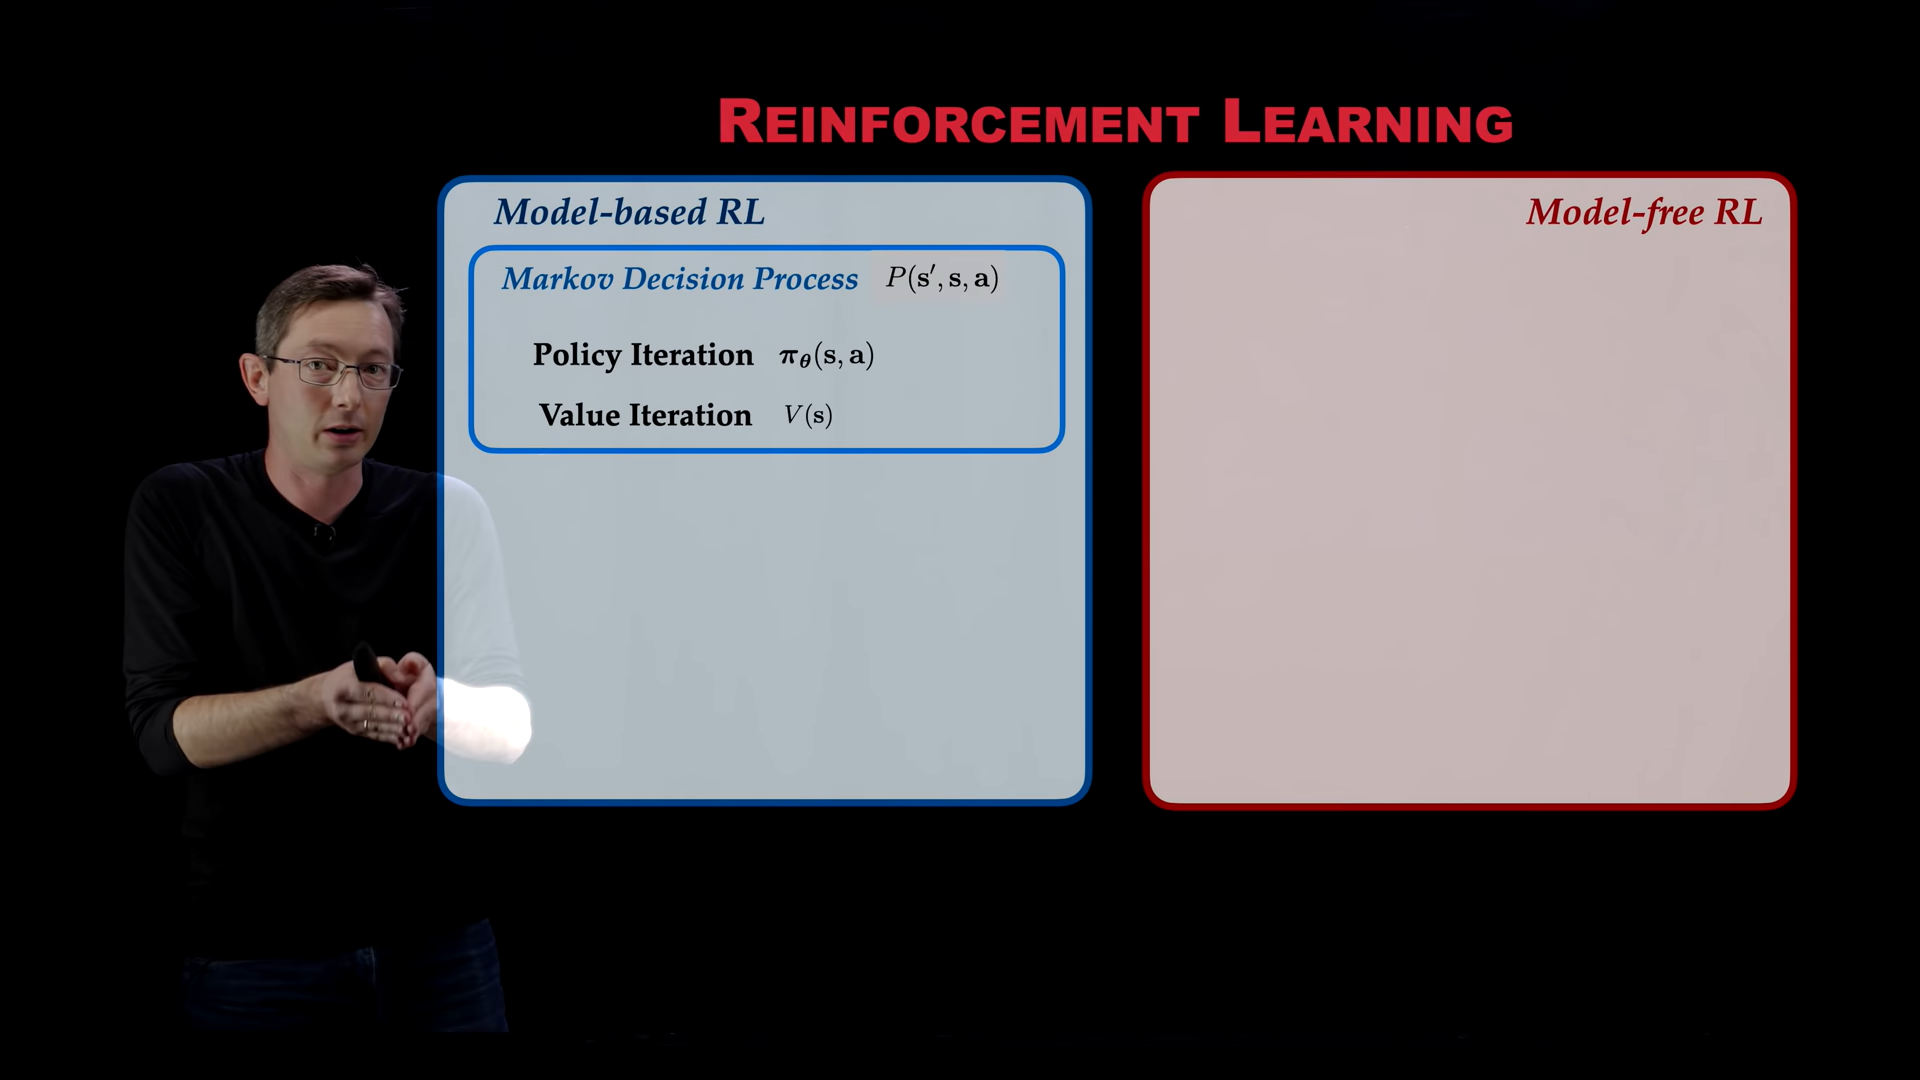 REINFORCEMENT LEARNING
Model-based RL
Markov Decision Process P(s′, s, a)
Policy Iteration π_θ(s, a)
Value Iteration V(s)
Model-free RL